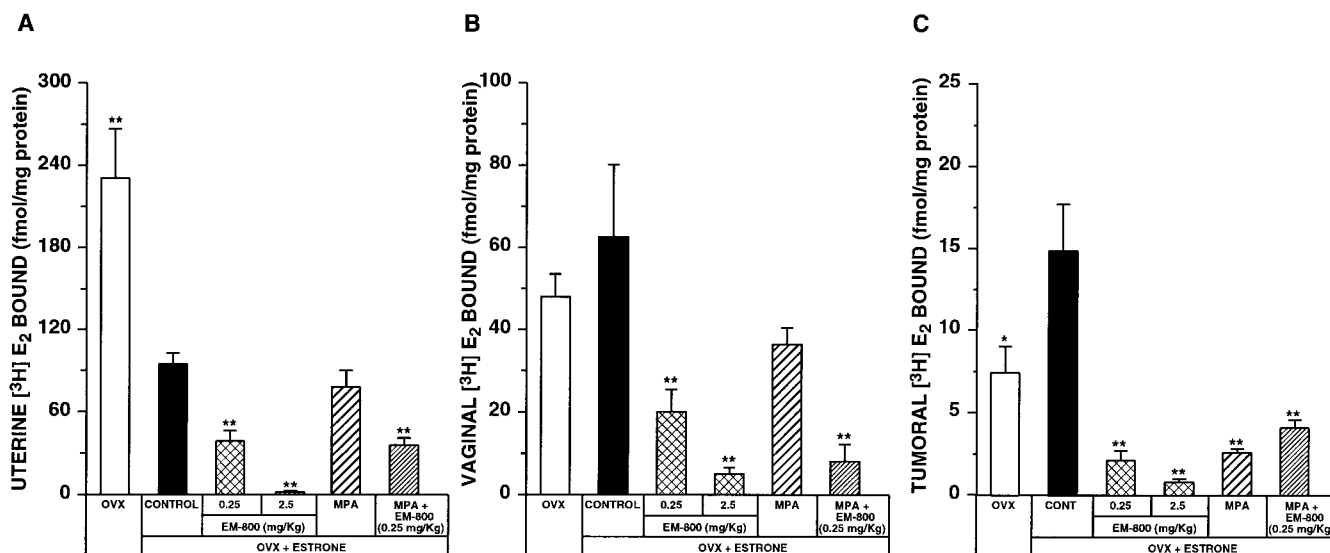 A
UTERINE [³H] E₂ BOUND (fmol/mg protein)
300
240
180
120
60
0
**
**
**
**
OVX
CONTROL
0.25
2.5
EM-800 (mg/Kg)
MPA
MPA +
EM-800
(0.25 mg/Kg)
OVX + ESTRONE
B
VAGINAL [³H] E₂ BOUND (fmol/mg protein)
100
80
60
40
20
0
**
**
**
OVX
CONTROL
0.25
2.5
EM-800 (mg/Kg)
MPA
MPA +
EM-800
(0.25 mg/Kg)
OVX + ESTRONE
C
TUMORAL [³H] E₂ BOUND (fmol/mg protein)
25
20
15
10
5
0
*
**
**
**
**
OVX
CONT
0.25
2.5
EM-800 (mg/Kg)
MPA
MPA +
EM-800
(0.25 mg/Kg)
OVX + ESTRONE